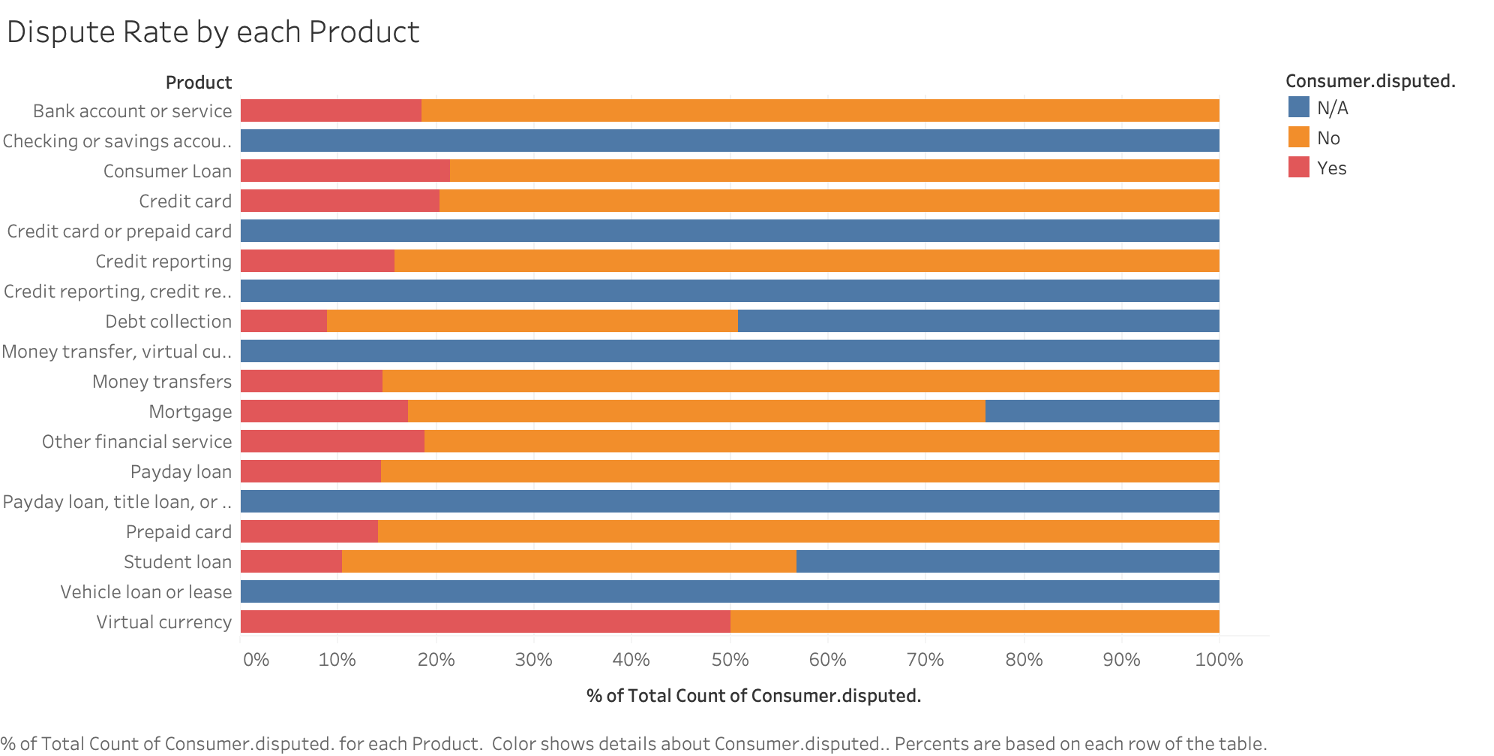 Dispute Rate by each Product
Product
Consumer.disputed.
Bank account or service
N/A
Checking or savings accou..
No
Consumer Loan
Yes
Credit card
Credit card or prepaid card
Credit reporting
Credit reporting, credit re..
Debt collection
Money transfer, virtual cu..
Money transfers
Mortgage
Other financial service
Payday loan
Payday loan, title loan, or ..
Prepaid card
Student loan
Vehicle loan or lease
Virtual currency
0% 10% 20% 30% 40% 50% 60% 70% 80% 90% 100%
% of Total Count of Consumer.disputed.
% of Total Count of Consumer.disputed. for each Product.  Color shows details about Consumer.disputed.. Percents are based on each row of the table.